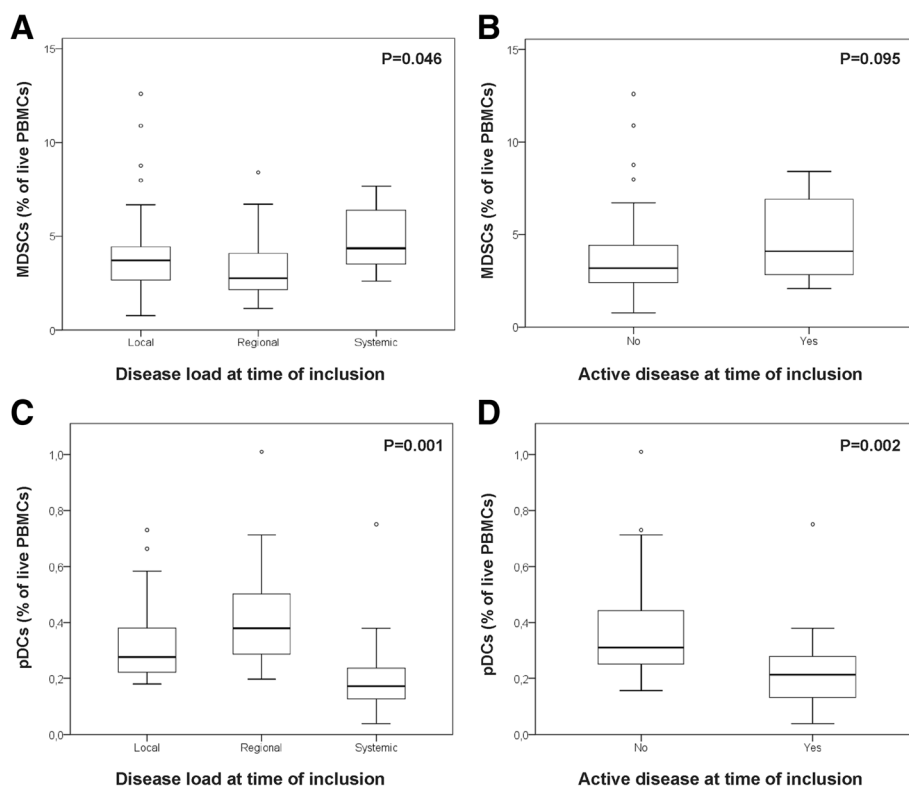 A
P=0.046
MDSCs (% of live PBMCs)
15
10
5
0
Local Regional Systemic
Disease load at time of inclusion
B
P=0.095
MDSCs (% of live PBMCs)
15
10
5
0
No Yes
Active disease at time of inclusion
C
P=0.001
pDCs (% of live PBMCs)
1,0
0,8
0,6
0,4
0,2
0,0
Local Regional Systemic
Disease load at time of inclusion
D
P=0.002
pDCs (% of live PBMCs)
1,0
0,8
0,6
0,4
0,2
0,0
No Yes
Active disease at time of inclusion